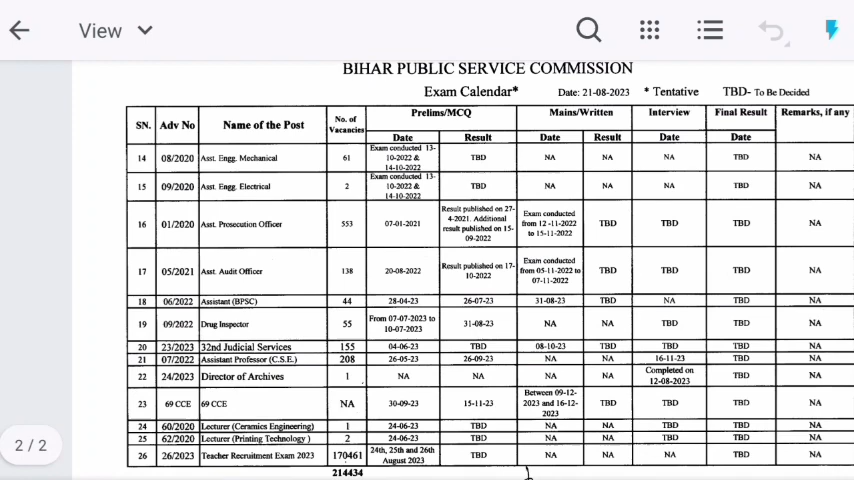 View
BIHAR PUBLIC SERVICE COMMISSION
Exam Calendar* Date: 21-08-2023 * Tentative TBD- To Be Decided
SN. Adv No Name of the Post No. of Vacancies Prelims/MCQ Mains/Written Interview Final Result Remarks, if any
Date Result Date Result Date Date
14 08/2020 Asst. Engg. Mechanical 61 Exam conducted 13-10-2022 & 14-10-2022 TBD NA NA NA TBD NA
15 09/2020 Asst. Engg. Electrical 2 Exam conducted 13-10-2022 & 14-10-2022 TBD NA NA NA TBD NA
16 01/2020 Asst. Prosecution Officer 553 07-01-2021 Result published on 27-4-2021. Additional result published on 15-09-2022 Exam conducted from 12 -11-2022 to 15-11-2022 TBD TBD TBD NA
17 05/2021 Asst. Audit Officer 138 20-08-2022 Result published on 17-10-2022 Exam conducted from 05-11-2022 to 07-11-2022 TBD TBD TBD NA
18 06/2022 Assistant (BPSC) 44 28-04-23 26-07-23 31-08-23 TBD NA TBD NA
19 09/2022 Drug Inspector 55 From 07-07-2023 to 10-07-2023 31-08-23 NA NA TBD TBD NA
20 23/2023 32nd Judicial Services 155 04-06-23 TBD 08-10-23 TBD TBD TBD NA
21 07/2022 Assistant Professor (C.S.E.) 208 26-05-23 26-09-23 NA NA 16-11-23 TBD NA
22 24/2023 Director of Archives 1 NA NA NA NA Completed on 12-08-2023 TBD NA
23 69 CCE 69 CCE NA 30-09-23 15-11-23 Between 09-12-2023 and 16-12-2023 TBD TBD TBD NA
24 60/2020 Lecturer (Ceramics Engineering) 1 24-06-23 TBD NA NA TBD TBD NA
25 62/2020 Lecturer (Printing Technology ) 2 24-06-23 TBD NA NA TBD TBD NA
26 26/2023 Teacher Recruitment Exam 2023 170461 24th, 25th and 26th August 2023 TBD NA NA NA TBD NA
214434
2 / 2